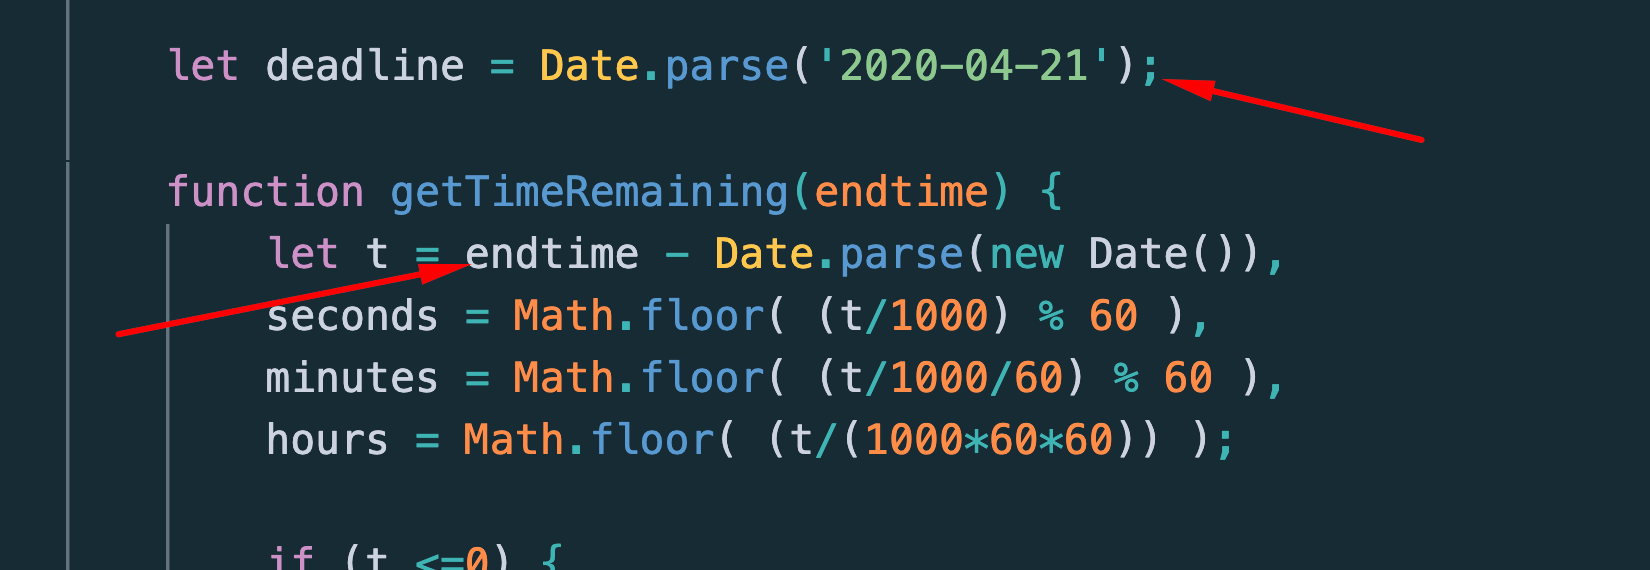 let deadline = Date.parse('2020-04-21');
function getTimeRemaining(endtime) {
let t = endtime - Date.parse(new Date()),
seconds = Math.floor( (t/1000) % 60 ),
minutes = Math.floor( (t/1000/60) % 60 ),
hours = Math.floor( (t/(1000*60*60)) );
if (t <=0) {